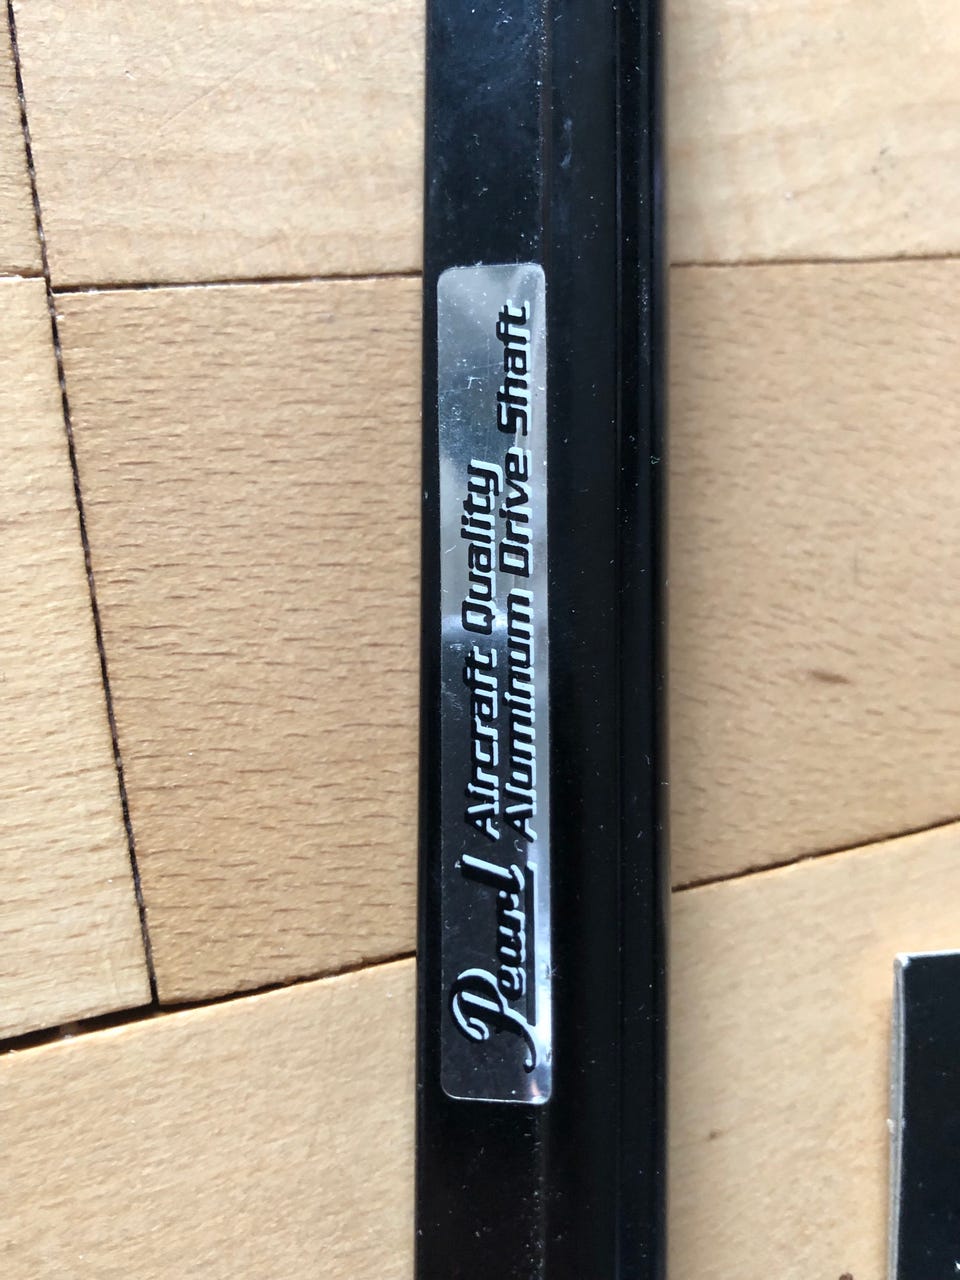 Pearl Aircraft Quality
Aluminum Drive Shaft